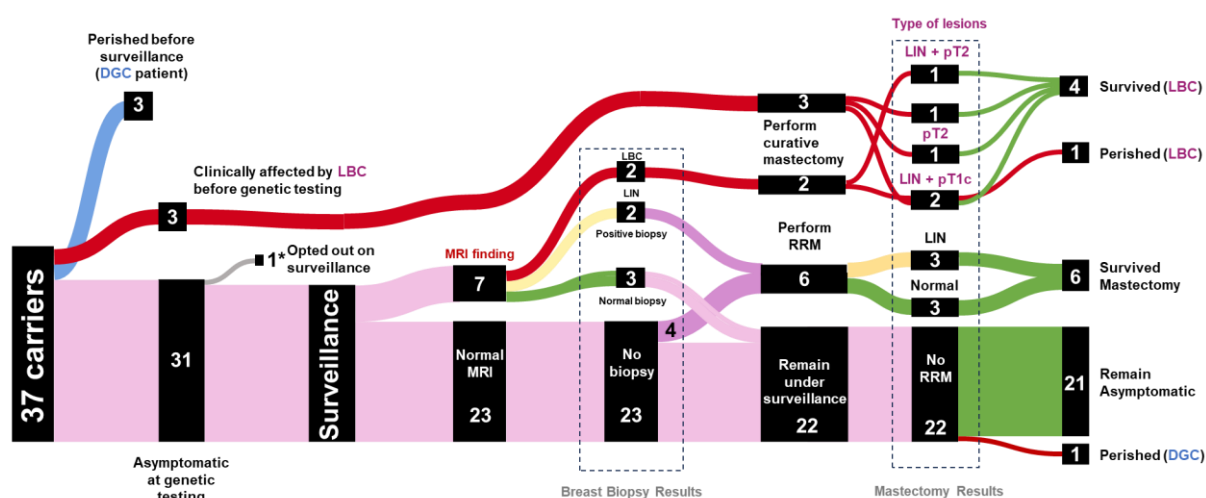 Type of lesions
Perished before
surveillance
(DGC patient)
3
Clinically affected by LBC
before genetic testing
3
1* Opted out on
surveillance
37 carriers
31
Asymptomatic
at genetic
testing
Surveillance
MRI finding
7
Normal
MRI
23
LBC
2
LIN
2
Positive biopsy
3
Normal biopsy
4
No
biopsy
23
Breast Biopsy Results
3
Perform
curative mastectomy
2
Perform
RRM
6
Remain
under
surveillance
22
LIN + pT2
1
1
pT2
1
LIN + pT1c
2
LIN
3
Normal
3
No
RRM
22
Mastectomy Results
4 Survived (LBC)
1 Perished (LBC)
6 Survived
Mastectomy
21 Remain
Asymptomatic
1 Perished (DGC)